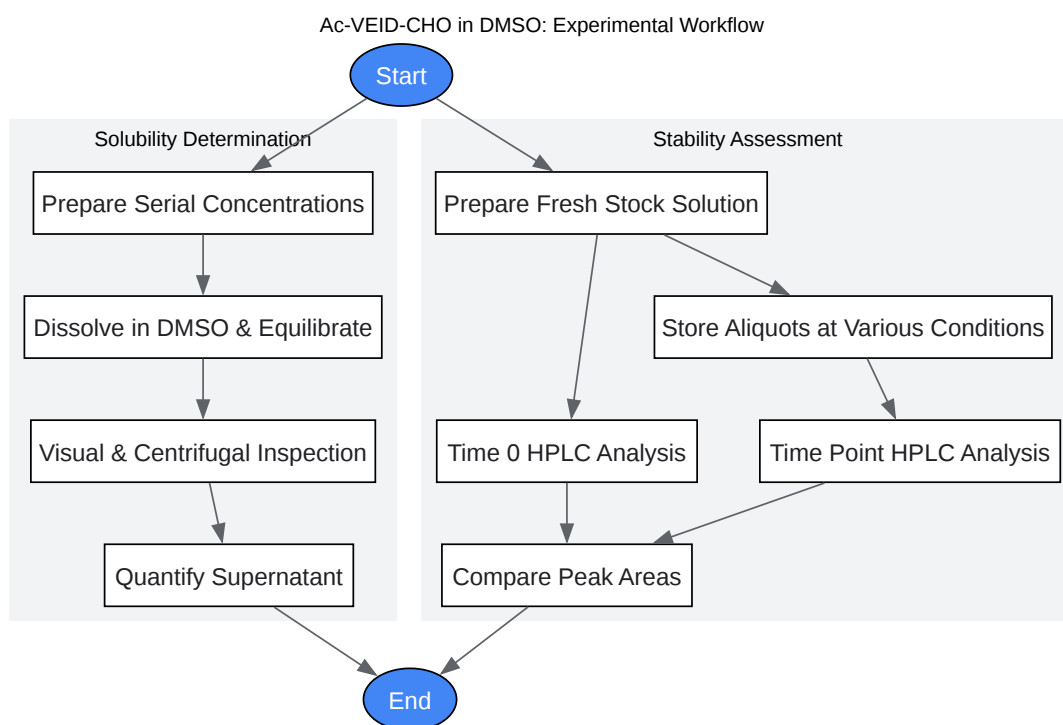 Ac-VEID-CHO in DMSO: Experimental Workflow
Start
Solubility Determination
Prepare Serial Concentrations
Dissolve in DMSO & Equilibrate
Visual & Centrifugal Inspection
Quantify Supernatant
Stability Assessment
Prepare Fresh Stock Solution
Store Aliquots at Various Conditions
Time 0 HPLC Analysis
Time Point HPLC Analysis
Compare Peak Areas
End